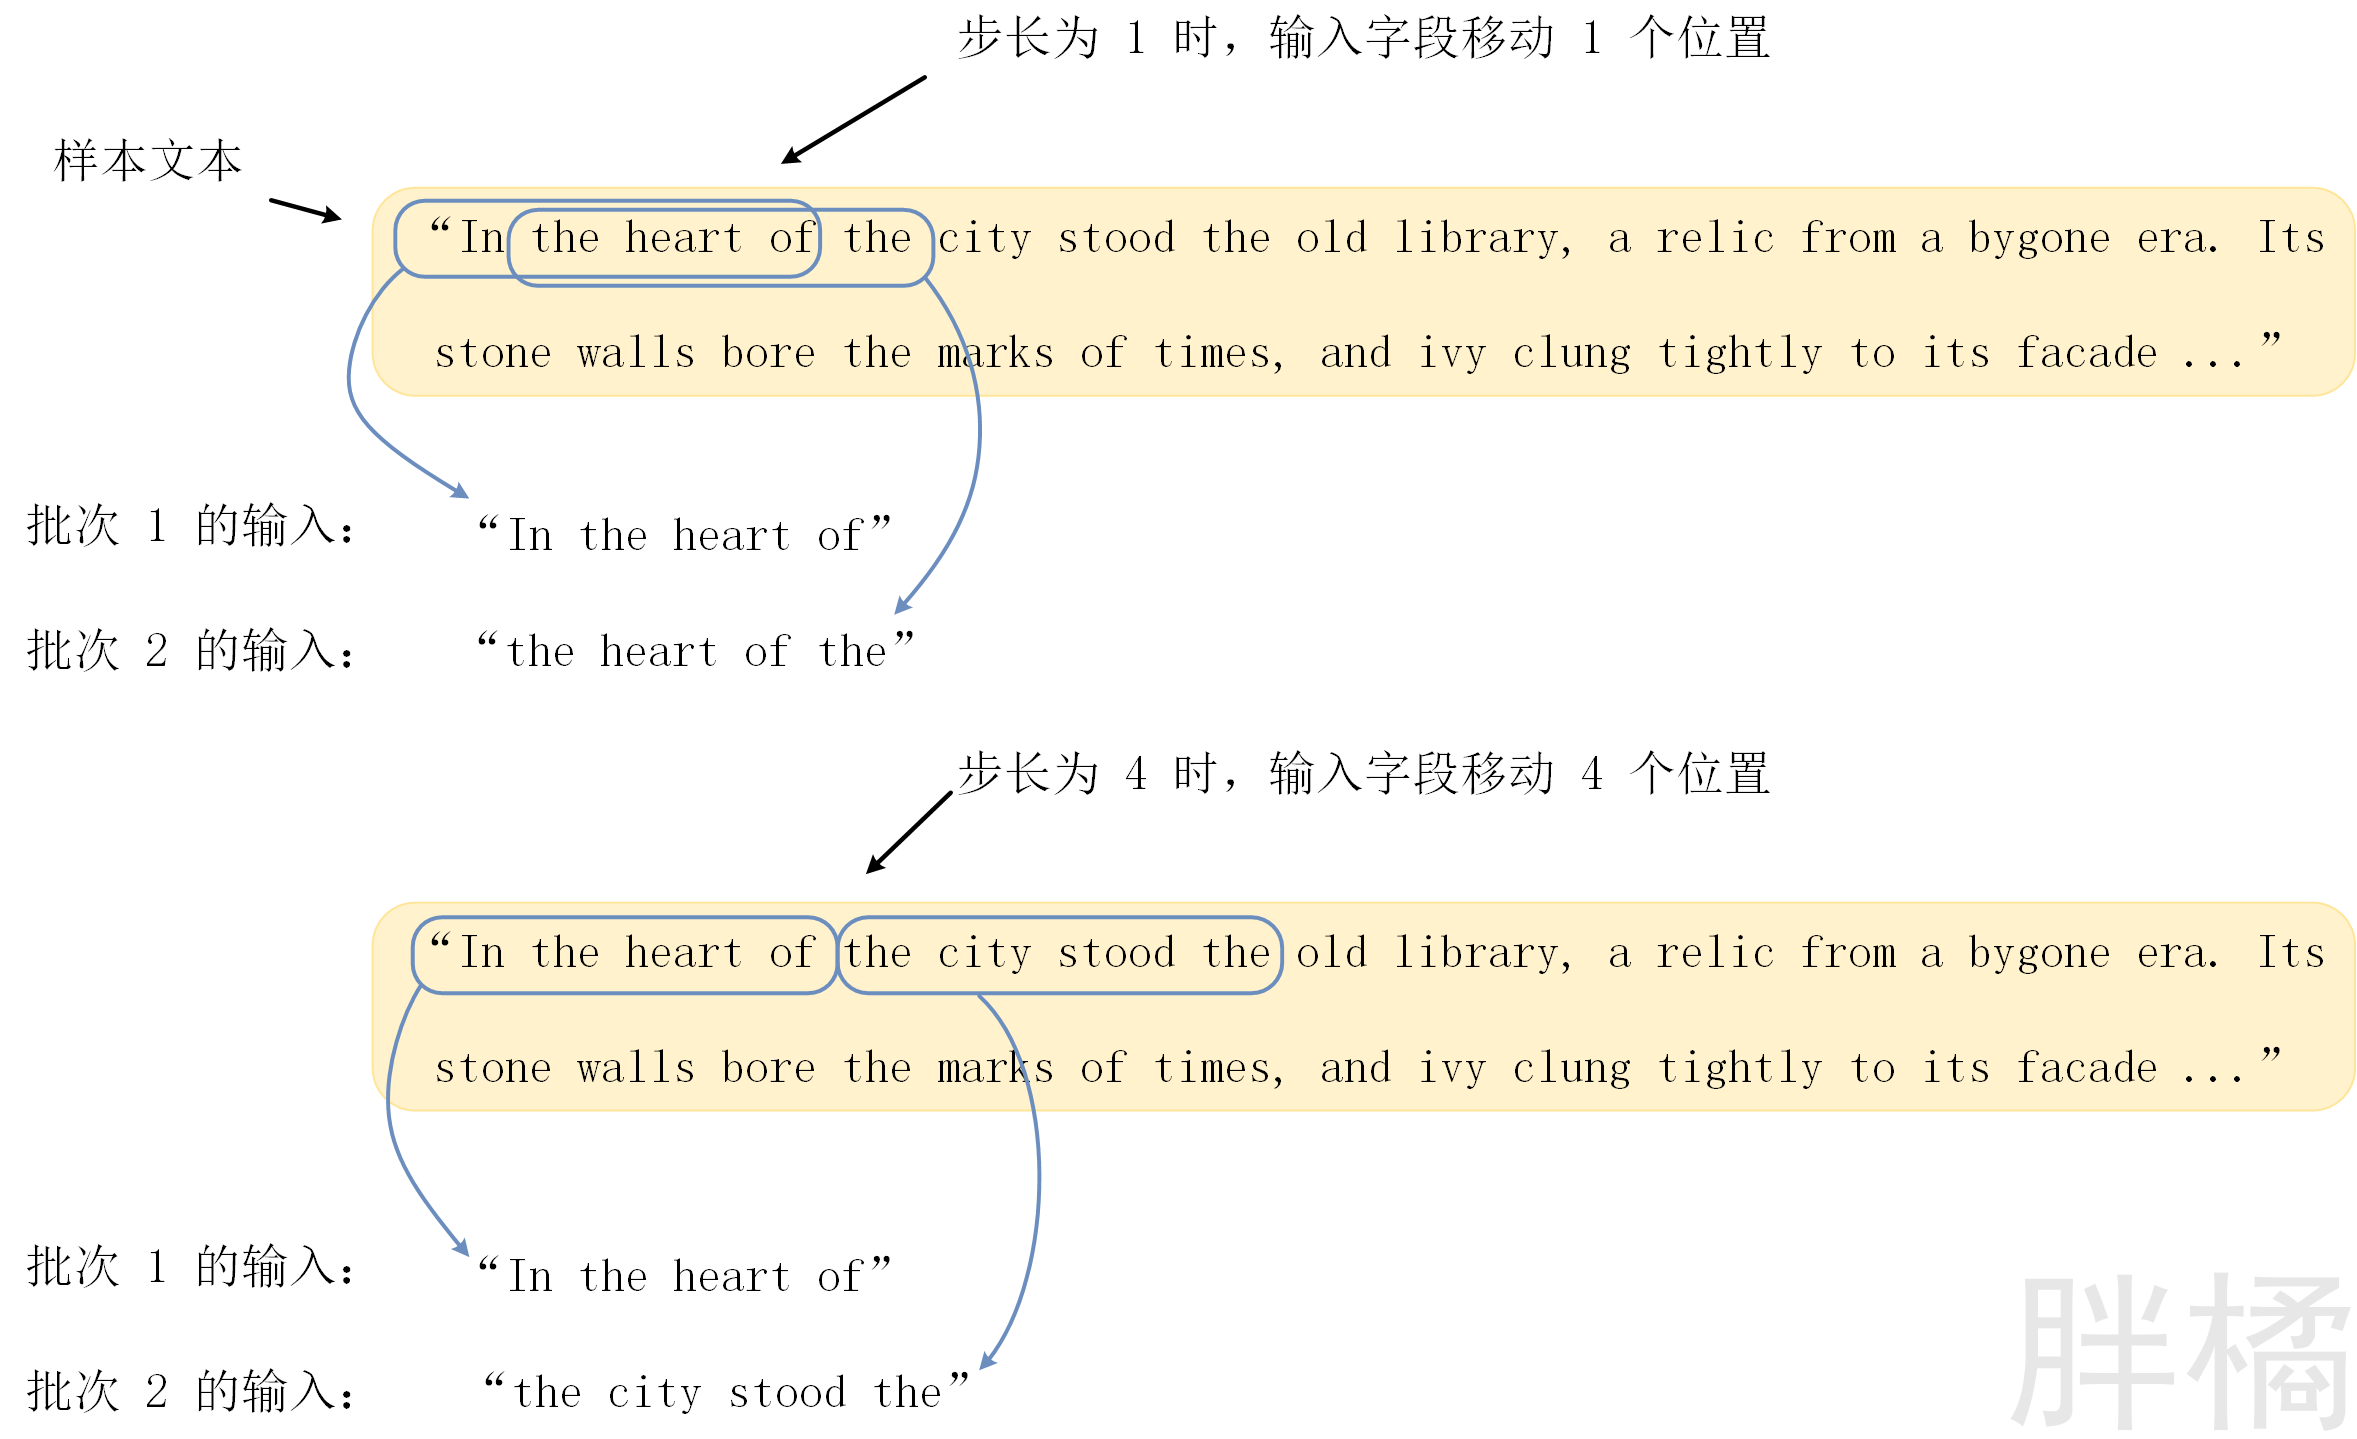 步长为 1 时，输入字段移动 1 个位置
样本文本
“In the heart of the city stood the old library, a relic from a bygone era. Its
stone walls bore the marks of times, and ivy clung tightly to its facade ...”
批次 1 的输入： “In the heart of”
批次 2 的输入： “the heart of the”
步长为 4 时，输入字段移动 4 个位置
“In the heart of the city stood the old library, a relic from a bygone era. Its
stone walls bore the marks of times, and ivy clung tightly to its facade ...”
批次 1 的输入： “In the heart of”
批次 2 的输入： “the city stood the”
胖橘